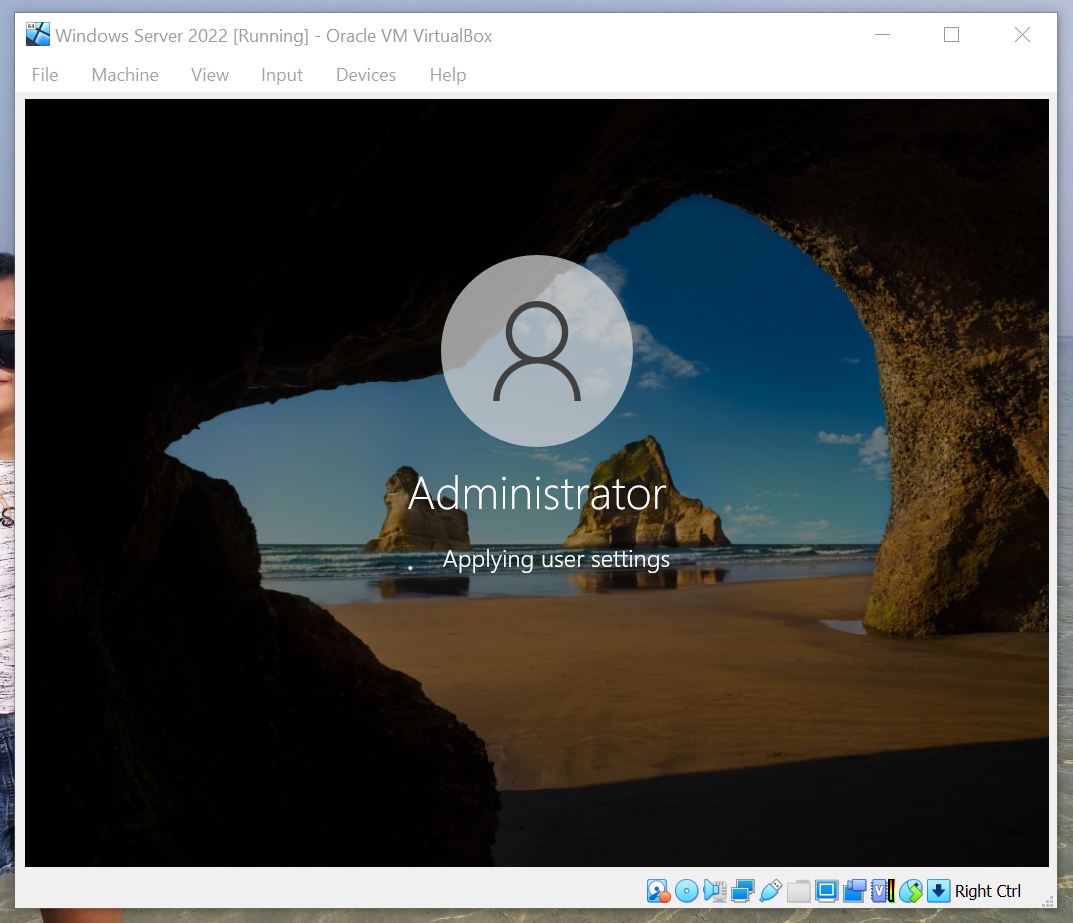 Windows Server 2022 [Running] - Oracle VM VirtualBox
File Machine View Input Devices Help
Administrator
Applying user settings
Right Ctrl